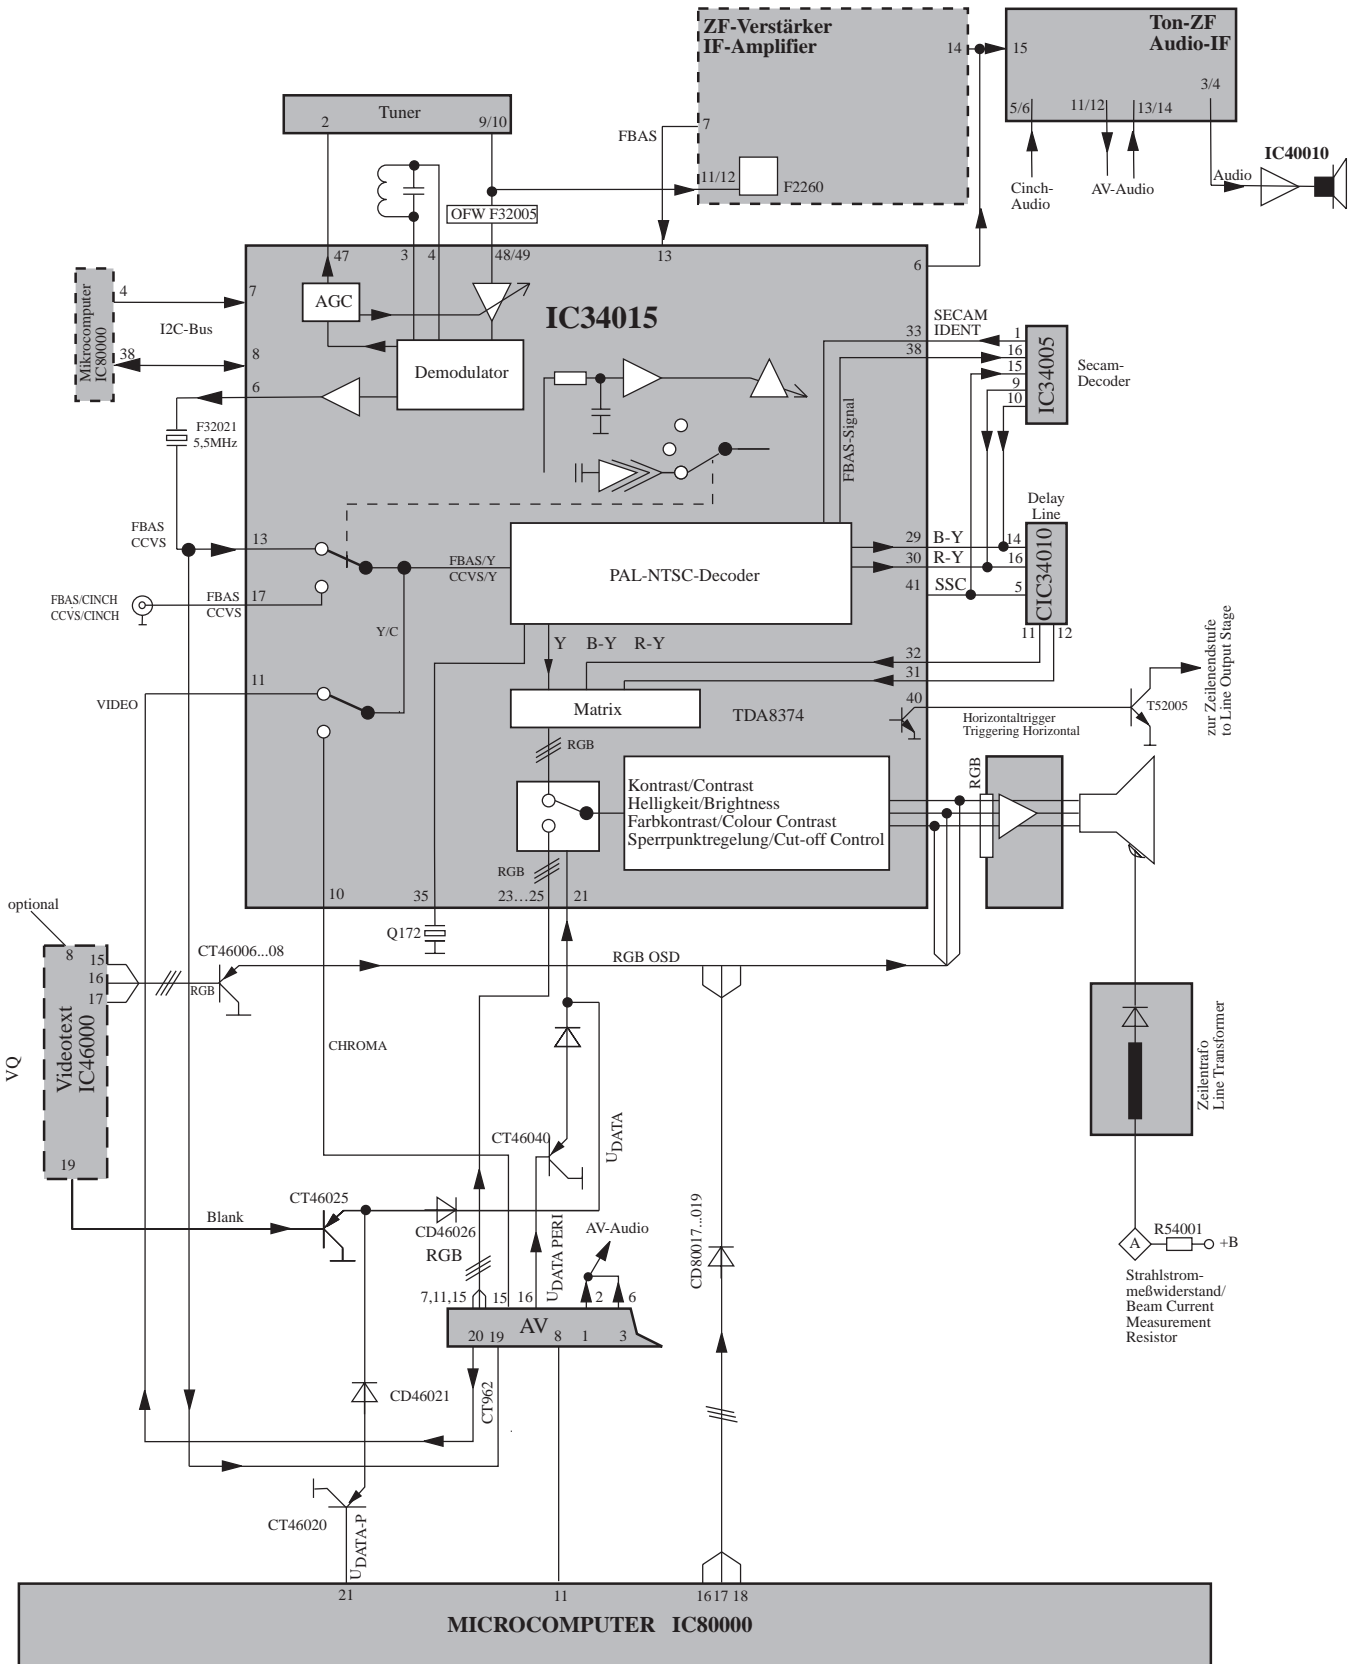 ZF-Verstärker
IF-Amplifier
14
7
11/12
F2260
Ton-ZF
Audio-IF
15
3/4
5/6
11/12
13/14
Cinch-
Audio
AV-Audio
Audio
IC40010
Tuner
2
9/10
FBAS
OFW F32005
47
3
4
48/49
13
6
AGC
IC34015
Demodulator
Mikrocomputer
IC80000
4
38
I2C-Bus
7
8
6
F32021
5,5MHz
SECAM
IDENT
33
38
1
16
15
9
10
IC34005
Secam-
Decoder
FBAS-Signal
FBAS
CCVS
13
FBAS/CINCH
CCVS/CINCH
FBAS
CCVS
17
FBAS/Y
CCVS/Y
Y/C
PAL-NTSC-Decoder
29
B-Y
14
30
R-Y
16
41
SSC
5
Delay
Line
CIC34010
11
12
Y
B-Y
R-Y
32
31
VIDEO
11
Matrix
TDA8374
40
Horizontaltrigger
Triggering Horizontal
T52005
zur Zeilenendstufe
to Line Output Stage
RGB
RGB
Kontrast/Contrast
Helligkeit/Brightness
Farbkontrast/Colour Contrast
Sperrpunktregelung/Cut-off Control
RGB
10
35
23...25
21
Q172
optional
8
15
16
17
Videotext
IC46000
19
VQ
CT46006...08
RGB
RGB OSD
CHROMA
CT46040
UDATA
CT46025
Blank
CD46026
RGB
UDATA PERI
AV-Audio
CD80017...019
7,11,15
15
16
2
6
AV
20
19
8
1
3
CT962
CD46021
CT46020
UDATA-P
Zeilentrafo
Line Transformer
A
R54001
+B
Strahlstrom-
meßwiderstand/
Beam Current
Measurement
Resistor
21
11
16
17
18
MICROCOMPUTER IC80000